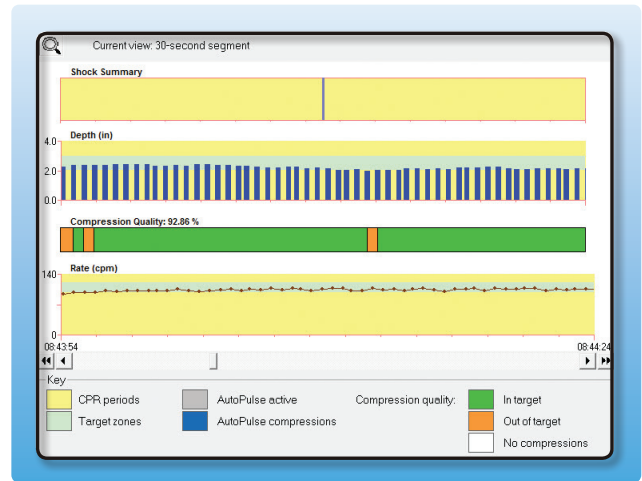 Current view: 30-second segment
Shock Summary
Depth (in)
4.0
2.0
0.0
Compression Quality: 92.86 %
Rate (cpm)
140
0
08:43:54 08:44:24
Key
CPR periods AutoPulse active Compression quality: In target
Target zones AutoPulse compressions Out of target
No compressions